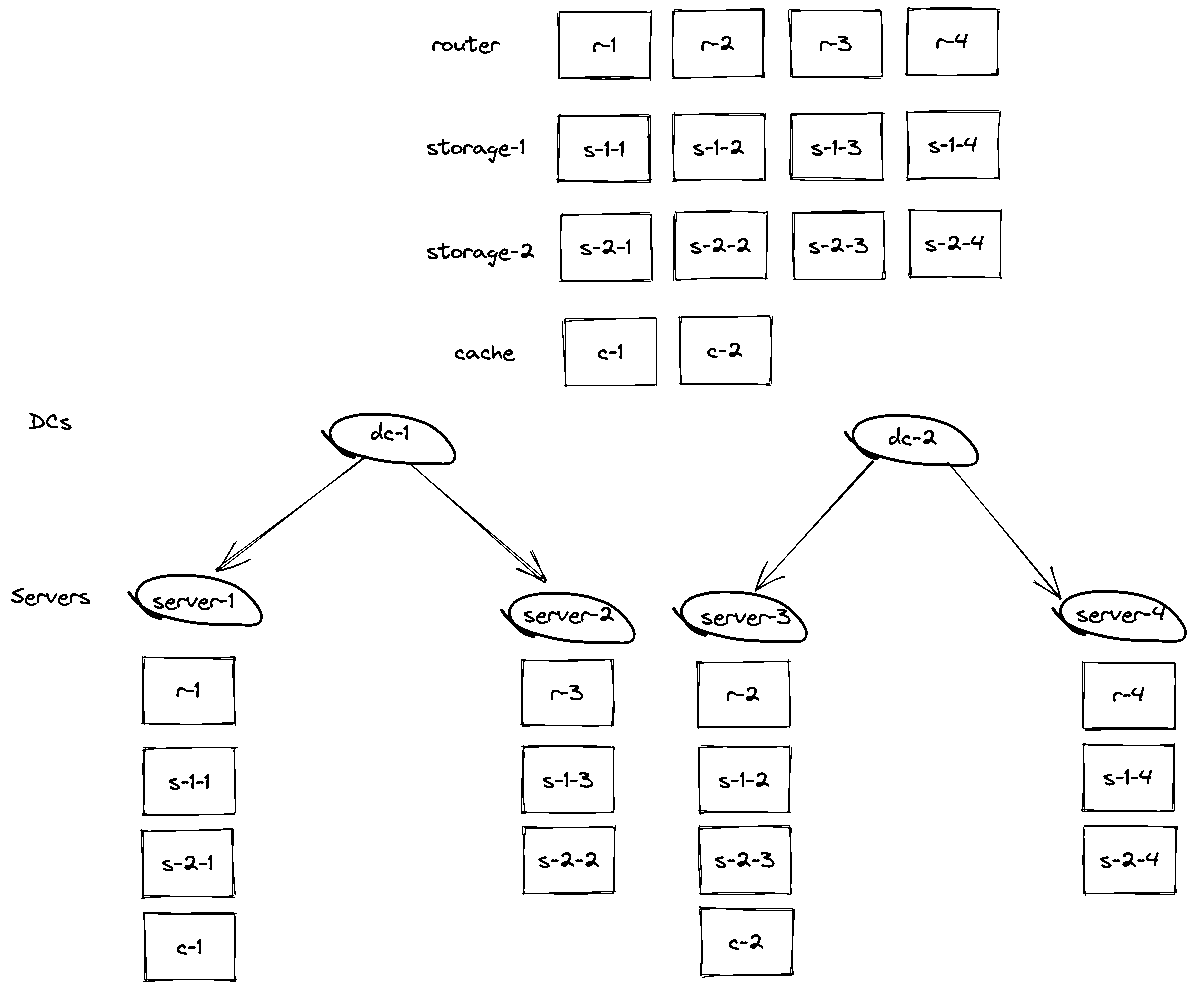 router r-1 r-2 r-3 r-4
storage-1 s-1-1 s-1-2 s-1-3 s-1-4
storage-2 s-2-1 s-2-2 s-2-3 s-2-4
cache c-1 c-2
DCs dc-1 dc-2
Servers server-1 server-2 server-3 server-4
r-1 r-3 r-2 r-4
s-1-1 s-1-3 s-1-2 s-1-4
s-2-1 s-2-2 s-2-3 s-2-4
c-1 c-2